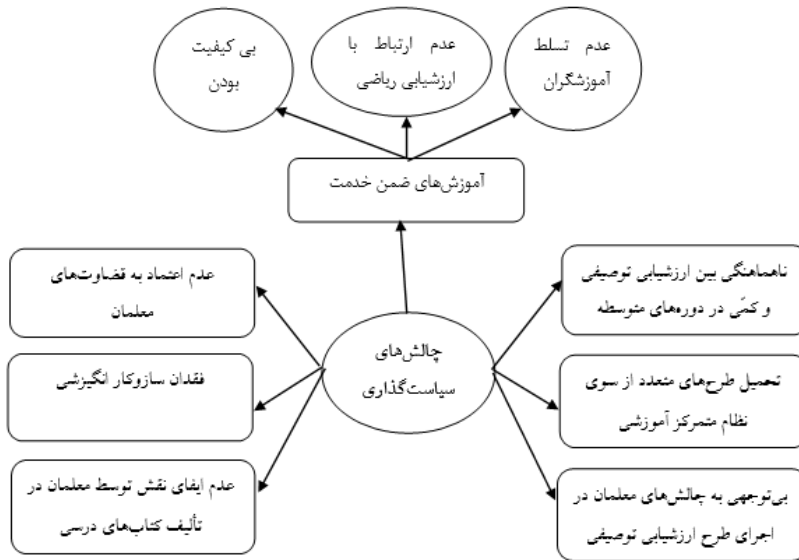 عدم تسلط
آموزشگران
عدم ارتباط با
ارزشیابی ریاضی
بی کیفیت
بودن
آموزش‌های ضمن خدمت
ناهماهنگی بین ارزشیابی توصیفی
و کمّی در دوره‌های متوسطه
عدم اعتماد به قضاوت‌های
معلمان
چالش‌های
سیاست‌گذاری
تحمیل طرح‌های متعدد از سوی
نظام متمرکز آموزشی
فقدان سازوکار انگیزشی
بی‌توجهی به چالش‌های معلمان در
اجرای طرح ارزشیابی توصیفی
عدم ایفای نقش توسط معلمان در
تألیف کتاب‌های درسی